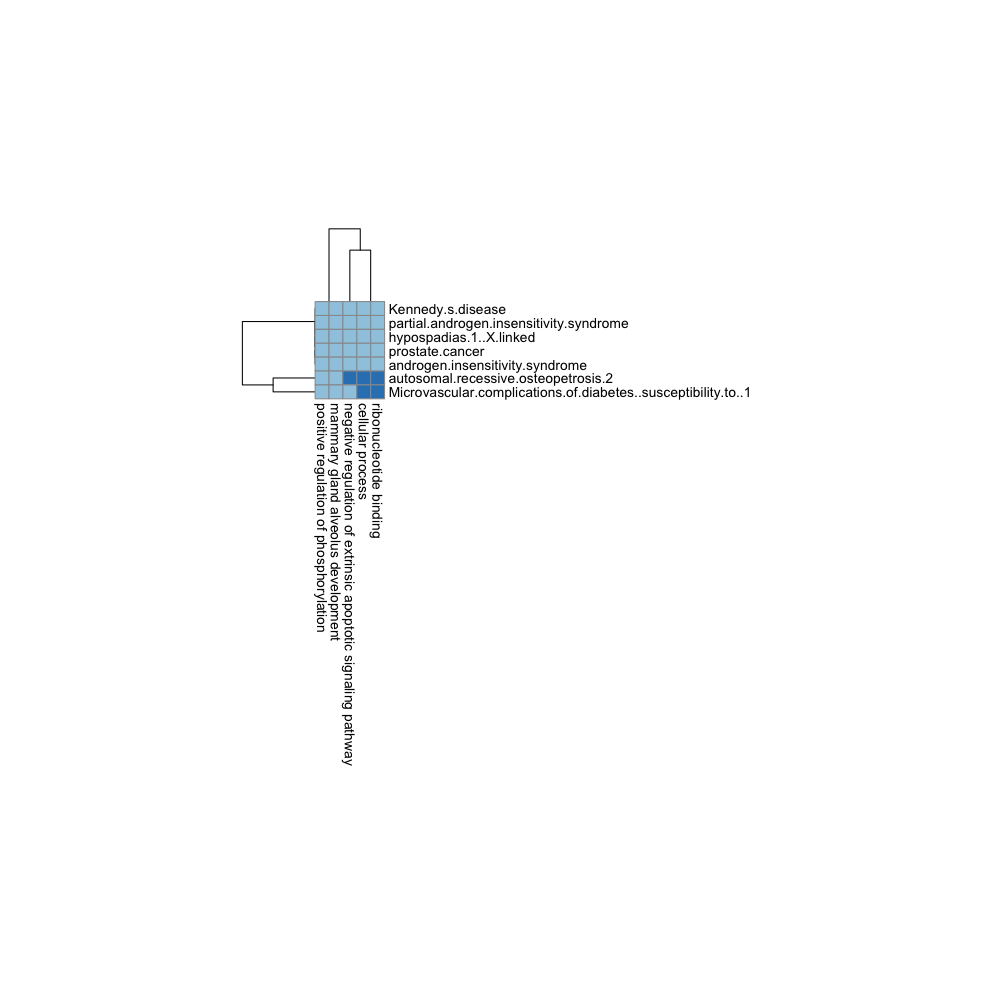 Kennedy.s.disease
partial.androgen.insensitivity.syndrome
hypospadias.1..X.linked
prostate.cancer
androgen.insensitivity.syndrome
autosomal.recessive.osteopetrosis.2
Microvascular.complications.of.diabetes..susceptibility.to..1
positive regulation of phosphorylation
mammary gland alveolus development
negative regulation of extrinsic apoptotic signaling pathway
cellular process
ribonucleotide binding